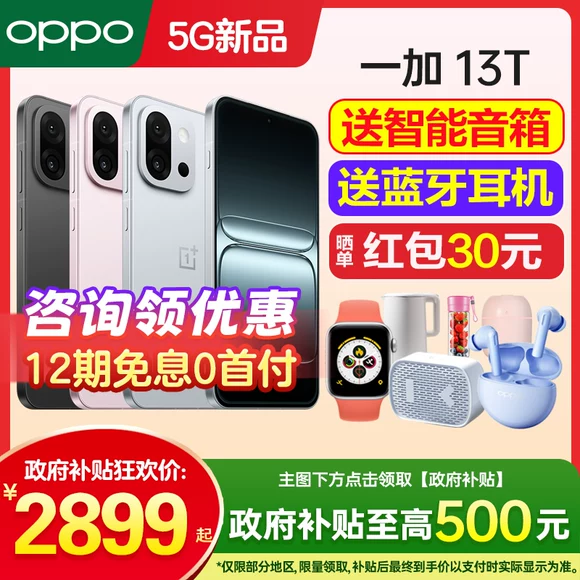 oppo 5G新品
一加 13T
送智能音箱
送蓝牙耳机
晒单 红包30元
咨询领优惠
12期免息0首付
oppo
政府补贴狂欢价:
¥2899起
主图下方点击领取【政府补贴】
政府补贴至高500元
*仅限部分地区,限量领取,补贴后最终到手价以支付时实际显示为准。